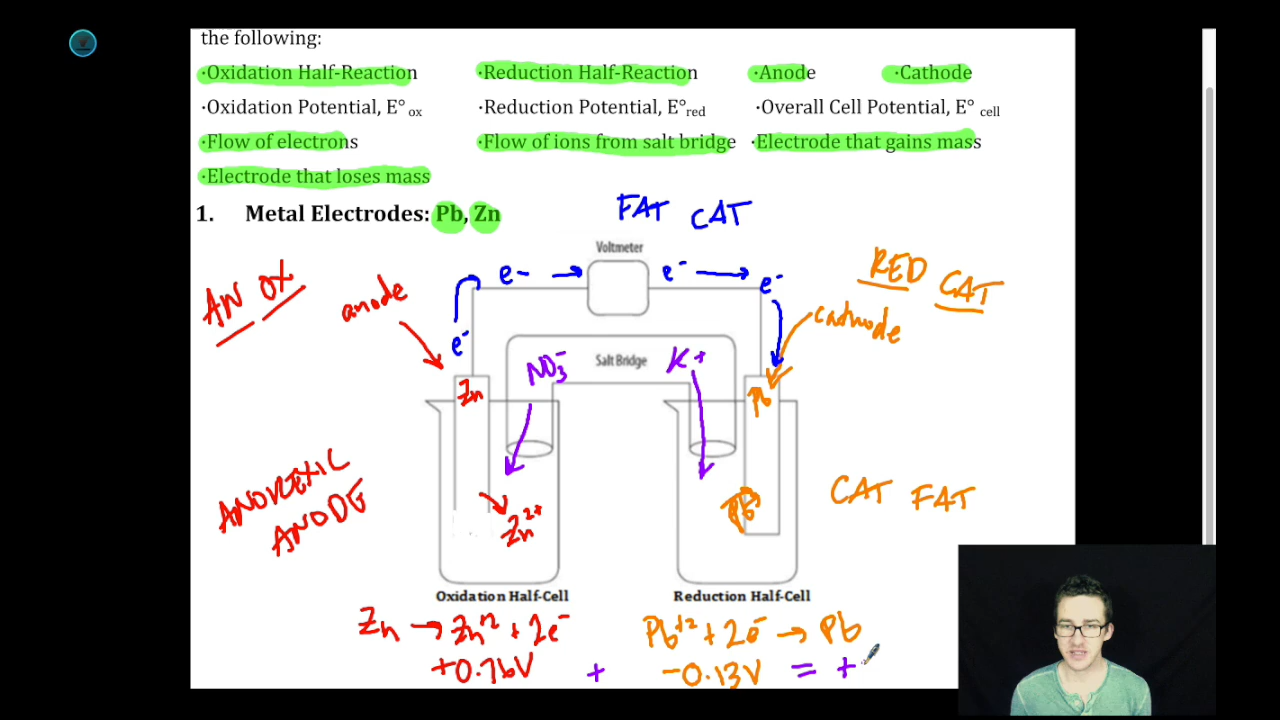 the following:
·Oxidation Half-Reaction ·Reduction Half-Reaction ·Anode ·Cathode
·Oxidation Potential, E° ox ·Reduction Potential, E°red ·Overall Cell Potential, E° cell
·Flow of electrons ·Flow of ions from salt bridge ·Electrode that gains mass
·Electrode that loses mass
1. Metal Electrodes: Pb, Zn
FAT CAT
Voltmeter
AN OX
anode
e- → e- → e-
RED CAT
cathode
e-
Salt Bridge
NO3-
K+
Zn
Pb
ANOREXIC
ANODE
Zn2+
Pb
CAT FAT
Oxidation Half-Cell Reduction Half-Cell
Zn → Zn+2 + 2e- Pb+2 + 2e- → Pb
+0.76V + -0.13V = +